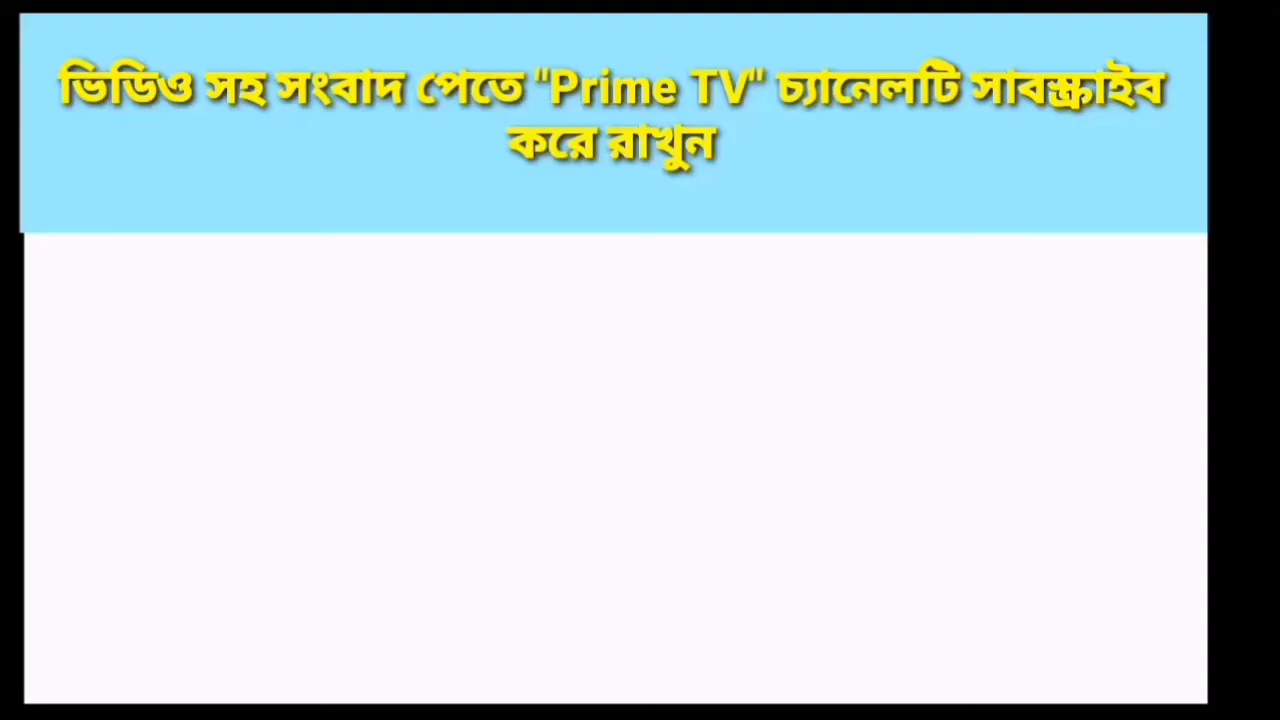 ভিডিও সহ সংবাদ পেতে "Prime TV" চ্যানেলটি সাবস্ক্রাইব
করে রাখুন